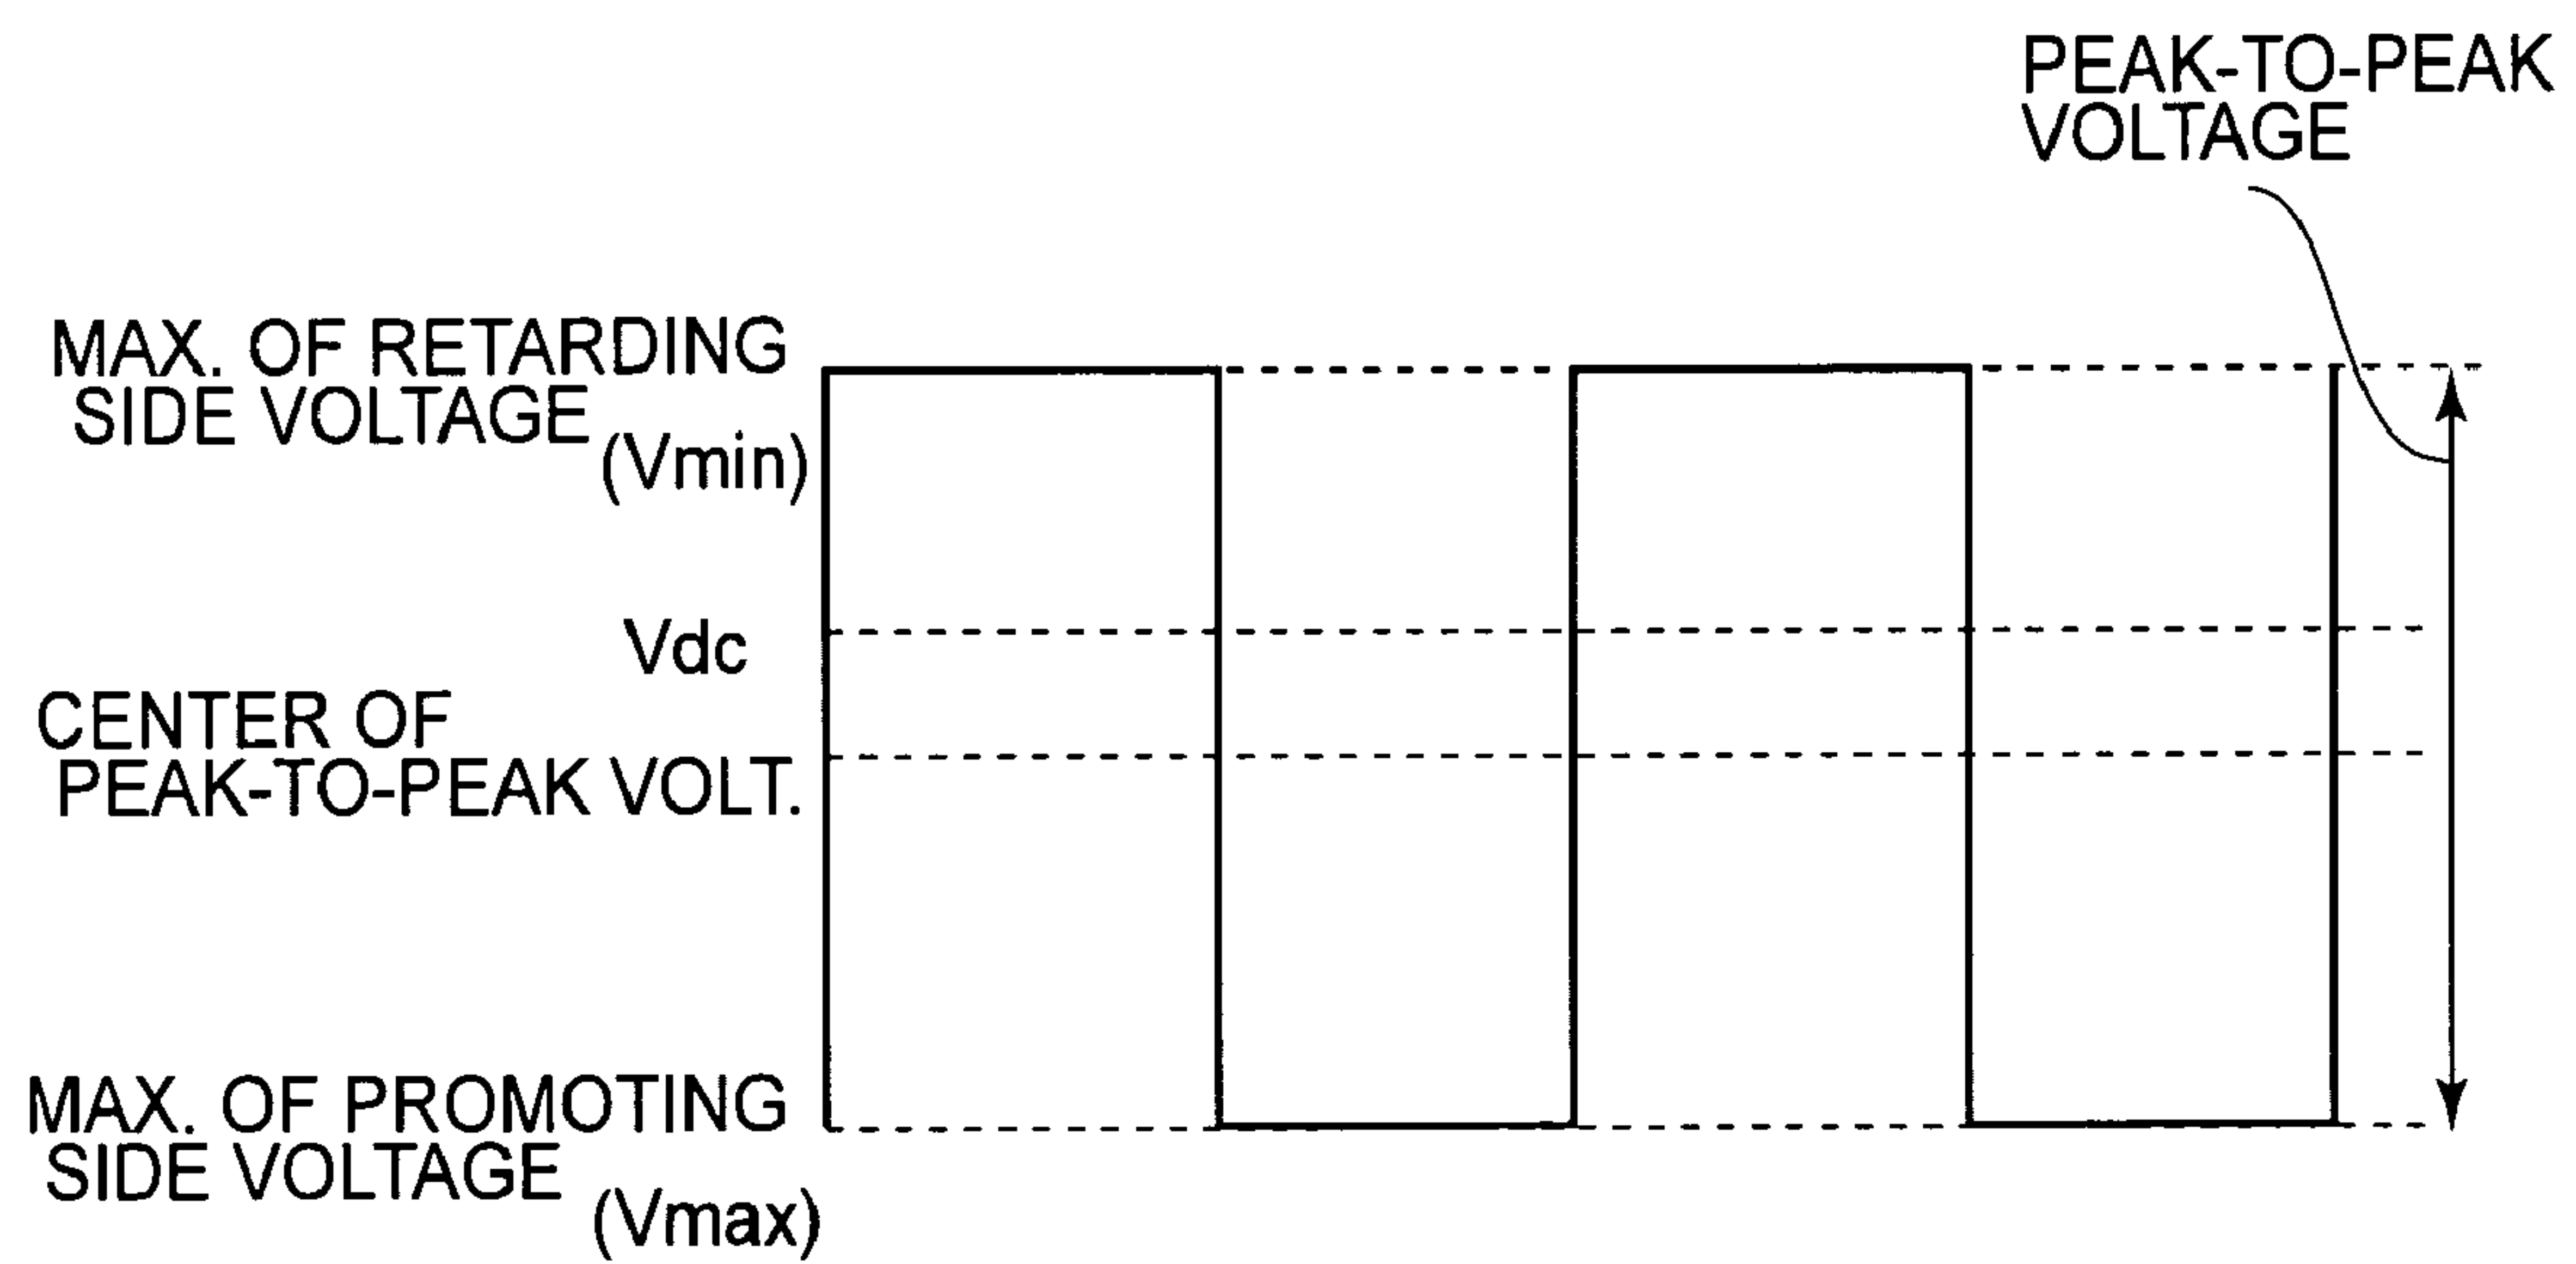 PEAK-TO-PEAK
VOLTAGE
MAX. OF RETARDING
SIDE VOLTAGE
(Vmin)
Vdc
CENTER OF
PEAK-TO-PEAK VOLT.
MAX. OF PROMOTING
SIDE VOLTAGE
(Vmax)